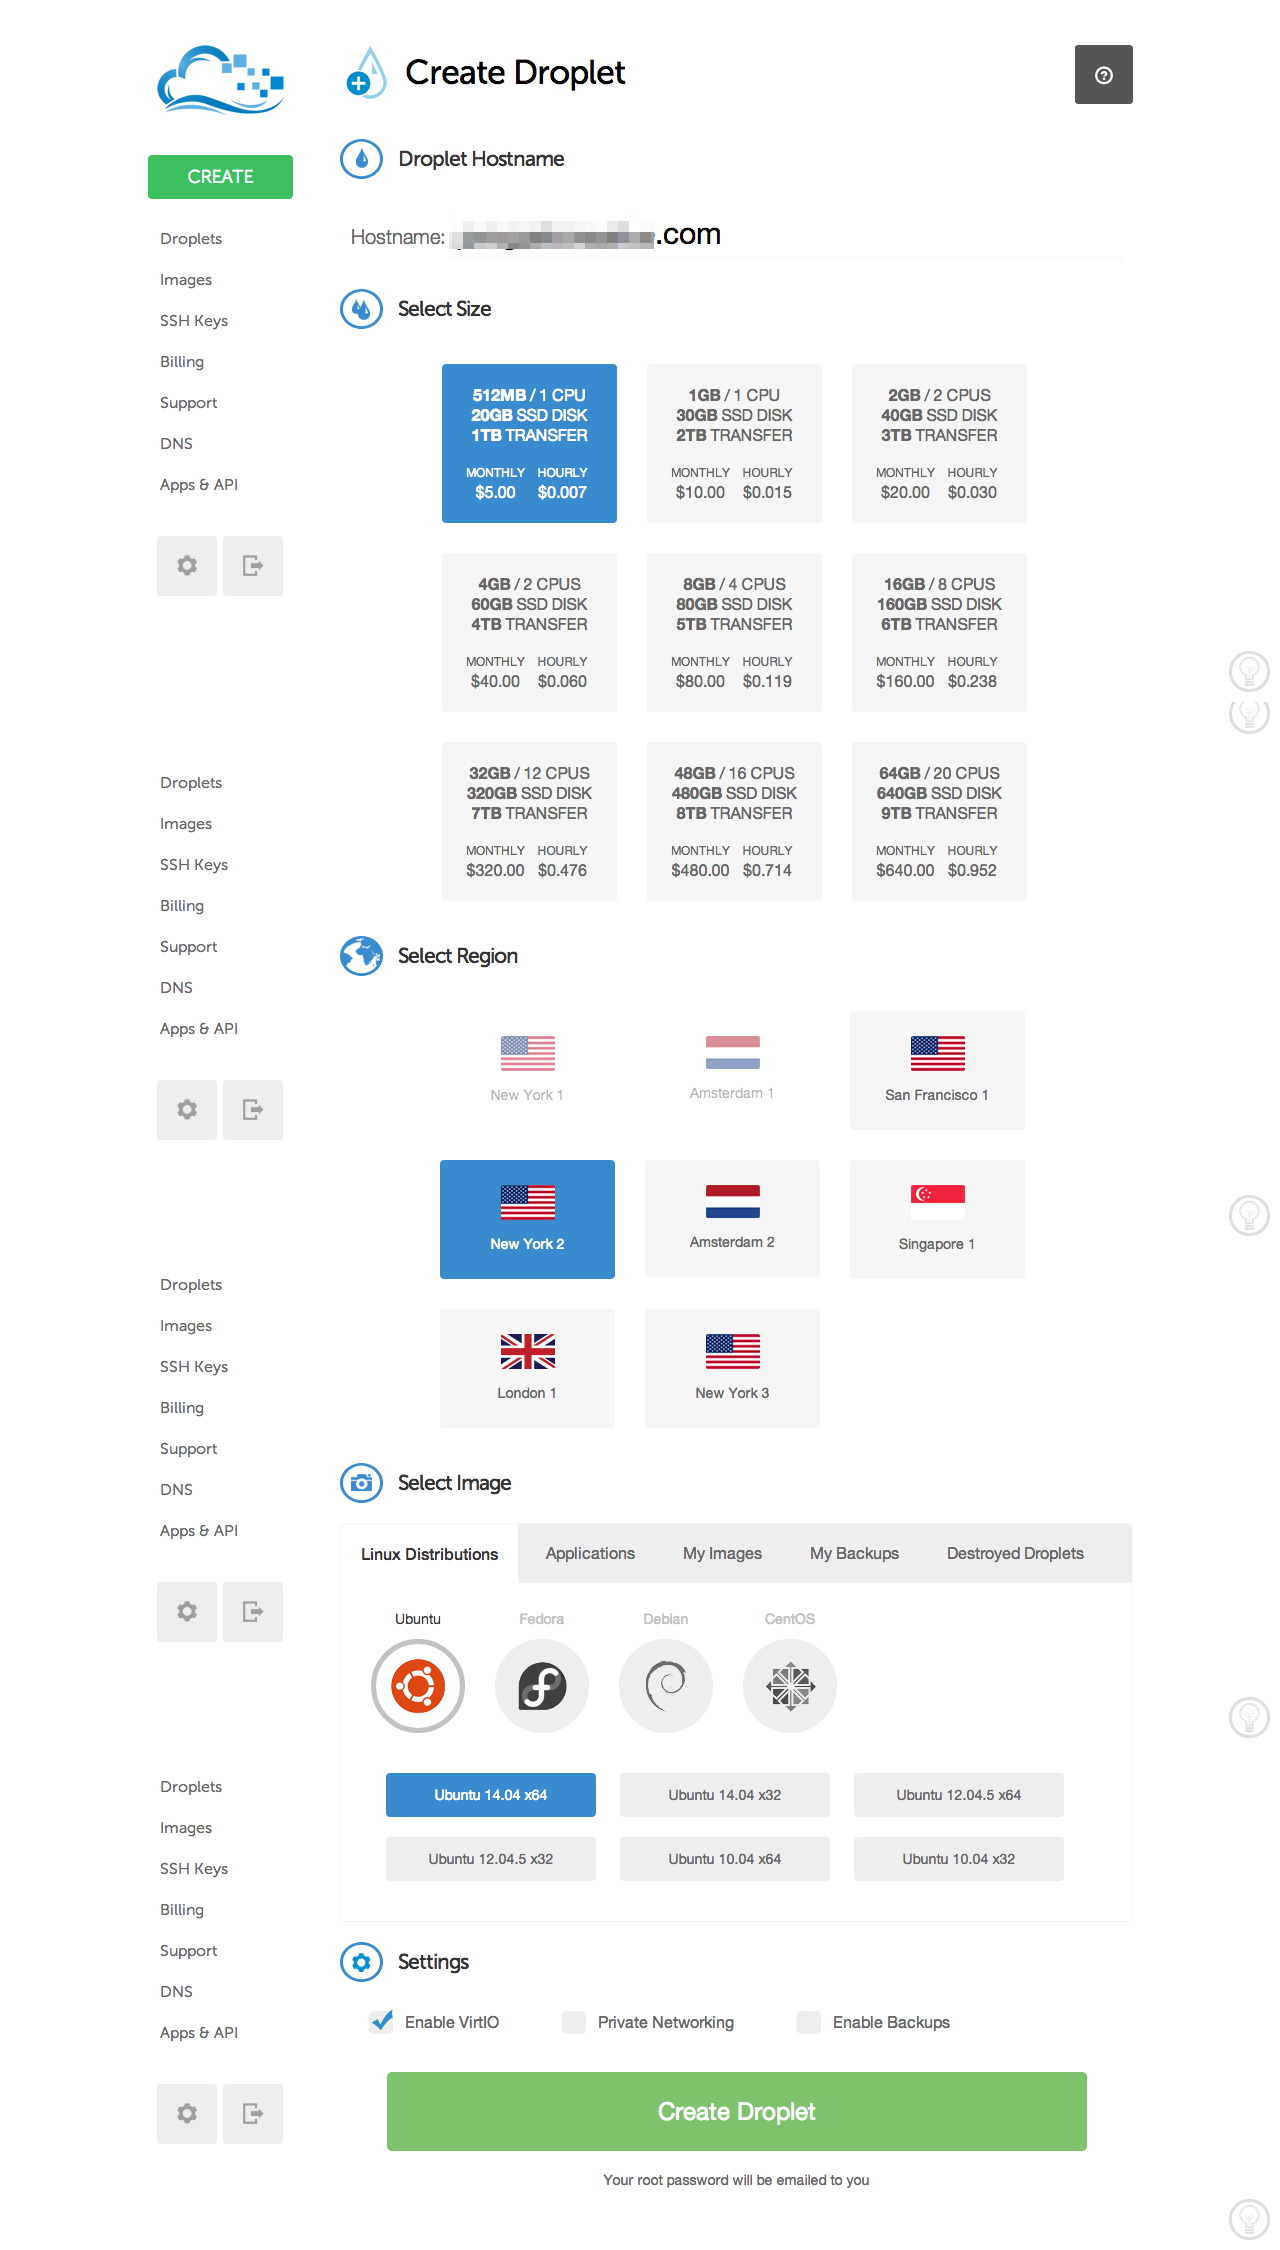 Create Droplet
CREATE
Droplet Hostname
Hostname: .com
Droplets
Images
SSH Keys
Billing
Support
DNS
Apps & API
Select Size
512MB / 1 CPU
20GB SSD DISK
1TB TRANSFER
MONTHLY HOURLY
$5.00 $0.007
1GB / 1 CPU
30GB SSD DISK
2TB TRANSFER
MONTHLY HOURLY
$10.00 $0.015
2GB / 2 CPUS
40GB SSD DISK
3TB TRANSFER
MONTHLY HOURLY
$20.00 $0.030
4GB / 2 CPUS
60GB SSD DISK
4TB TRANSFER
MONTHLY HOURLY
$40.00 $0.060
8GB / 4 CPUS
80GB SSD DISK
5TB TRANSFER
MONTHLY HOURLY
$80.00 $0.119
16GB / 8 CPUS
160GB SSD DISK
6TB TRANSFER
MONTHLY HOURLY
$160.00 $0.238
32GB / 12 CPUS
320GB SSD DISK
7TB TRANSFER
MONTHLY HOURLY
$320.00 $0.476
48GB / 16 CPUS
480GB SSD DISK
8TB TRANSFER
MONTHLY HOURLY
$480.00 $0.714
64GB / 20 CPUS
640GB SSD DISK
9TB TRANSFER
MONTHLY HOURLY
$640.00 $0.952
Droplets
Images
SSH Keys
Billing
Support
DNS
Apps & API
Select Region
New York 1
Amsterdam 1
San Francisco 1
New York 2
Amsterdam 2
Singapore 1
London 1
New York 3
Droplets
Images
SSH Keys
Billing
Support
DNS
Apps & API
Select Image
Linux Distributions
Applications
My Images
My Backups
Destroyed Droplets
Ubuntu
Fedora
Debian
CentOS
Ubuntu 14.04 x64
Ubuntu 14.04 x32
Ubuntu 12.04.5 x64
Ubuntu 12.04.5 x32
Ubuntu 10.04 x64
Ubuntu 10.04 x32
Droplets
Images
SSH Keys
Billing
Support
DNS
Apps & API
Settings
Enable VirtIO
Private Networking
Enable Backups
Create Droplet
Your root password will be emailed to you